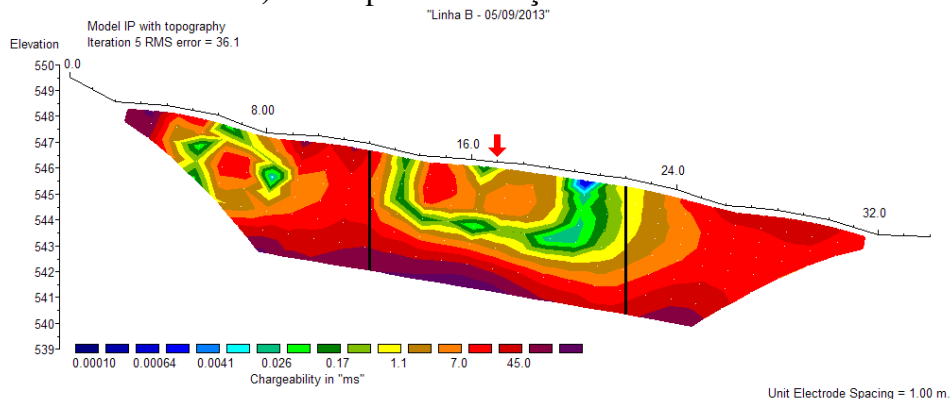 "Linha B - 05/09/2013"
Model IP with topography
Iteration 5 RMS error = 36.1
Elevation
550
0.0
549
548
8.00
547
16.0
546
24.0
545
544
32.0
543
542
541
540
539
0.00010 0.00064 0.0041 0.026 0.17 1.1 7.0 45.0
Chargeability in "ms"
Unit Electrode Spacing = 1.00 m.